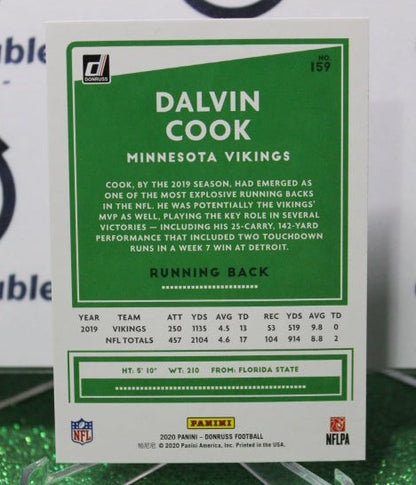 DONRUSS
NO.
159
DALVIN
COOK
MINNESOTA VIKINGS
COOK, BY THE 2019 SEASON, HAD EMERGED AS
ONE OF THE MOST EXPLOSIVE RUNNING BACKS
IN THE NFL. HE WAS POTENTIALLY THE VIKINGS'
MVP AS WELL, PLAYING THE KEY ROLE IN SEVERAL
VICTORIES — INCLUDING HIS 25-CARRY, 142-YARD
PERFORMANCE THAT INCLUDED TWO TOUCHDOWN
RUNS IN A WEEK 7 WIN AT DETROIT.
RUNNING BACK
YEAR TEAM ATT YDS AVG TD REC YDS AVG TD
2019 VIKINGS 250 1135 4.5 13 53 519 9.8 0
NFL TOTALS 457 2104 4.6 17 104 914 8.8 2
HT: 5' 10" WT: 210 FROM: FLORIDA STATE
NFL
PANINI
NFLPA
2020 PANINI - DONRUSS FOOTBALL
© 2020 Panini America, Inc. Printed in the USA.
uble
uble